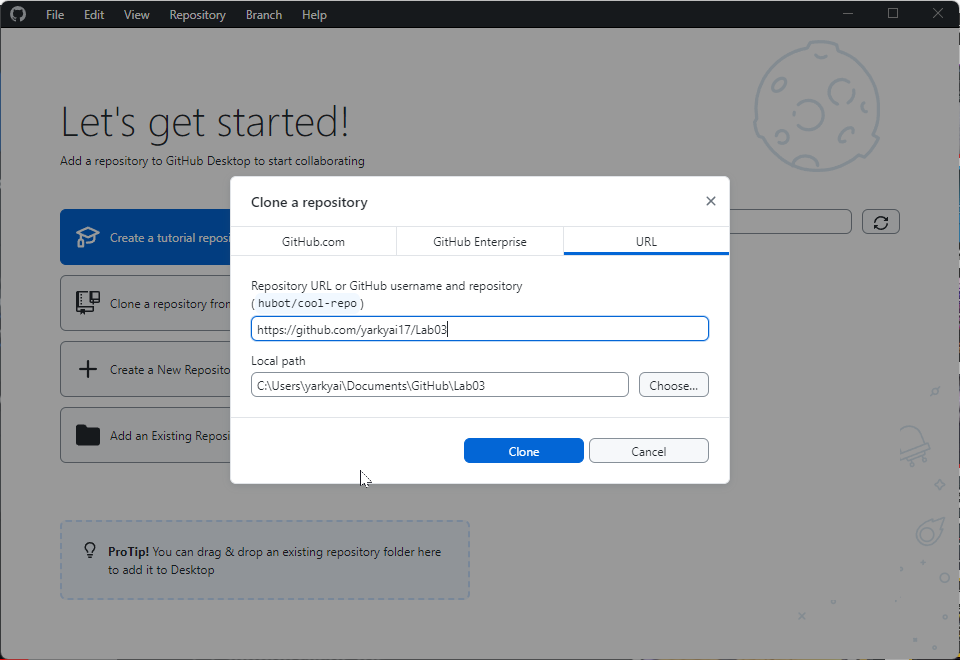 File Edit View Repository Branch Help
Let's get started!
Add a repository to GitHub Desktop to start collaborating
Create a tutorial reposi
Clone a repository from
Create a New Reposito
Add an Existing Reposi
Clone a repository
GitHub.com GitHub Enterprise URL
Repository URL or GitHub username and repository
( hubot/cool-repo )
https://github.com/yarkyai17/Lab03
Local path
C:\Users\yarkyai\Documents\GitHub\Lab03 Choose...
Clone Cancel
ProTip! You can drag & drop an existing repository folder here
to add it to Desktop